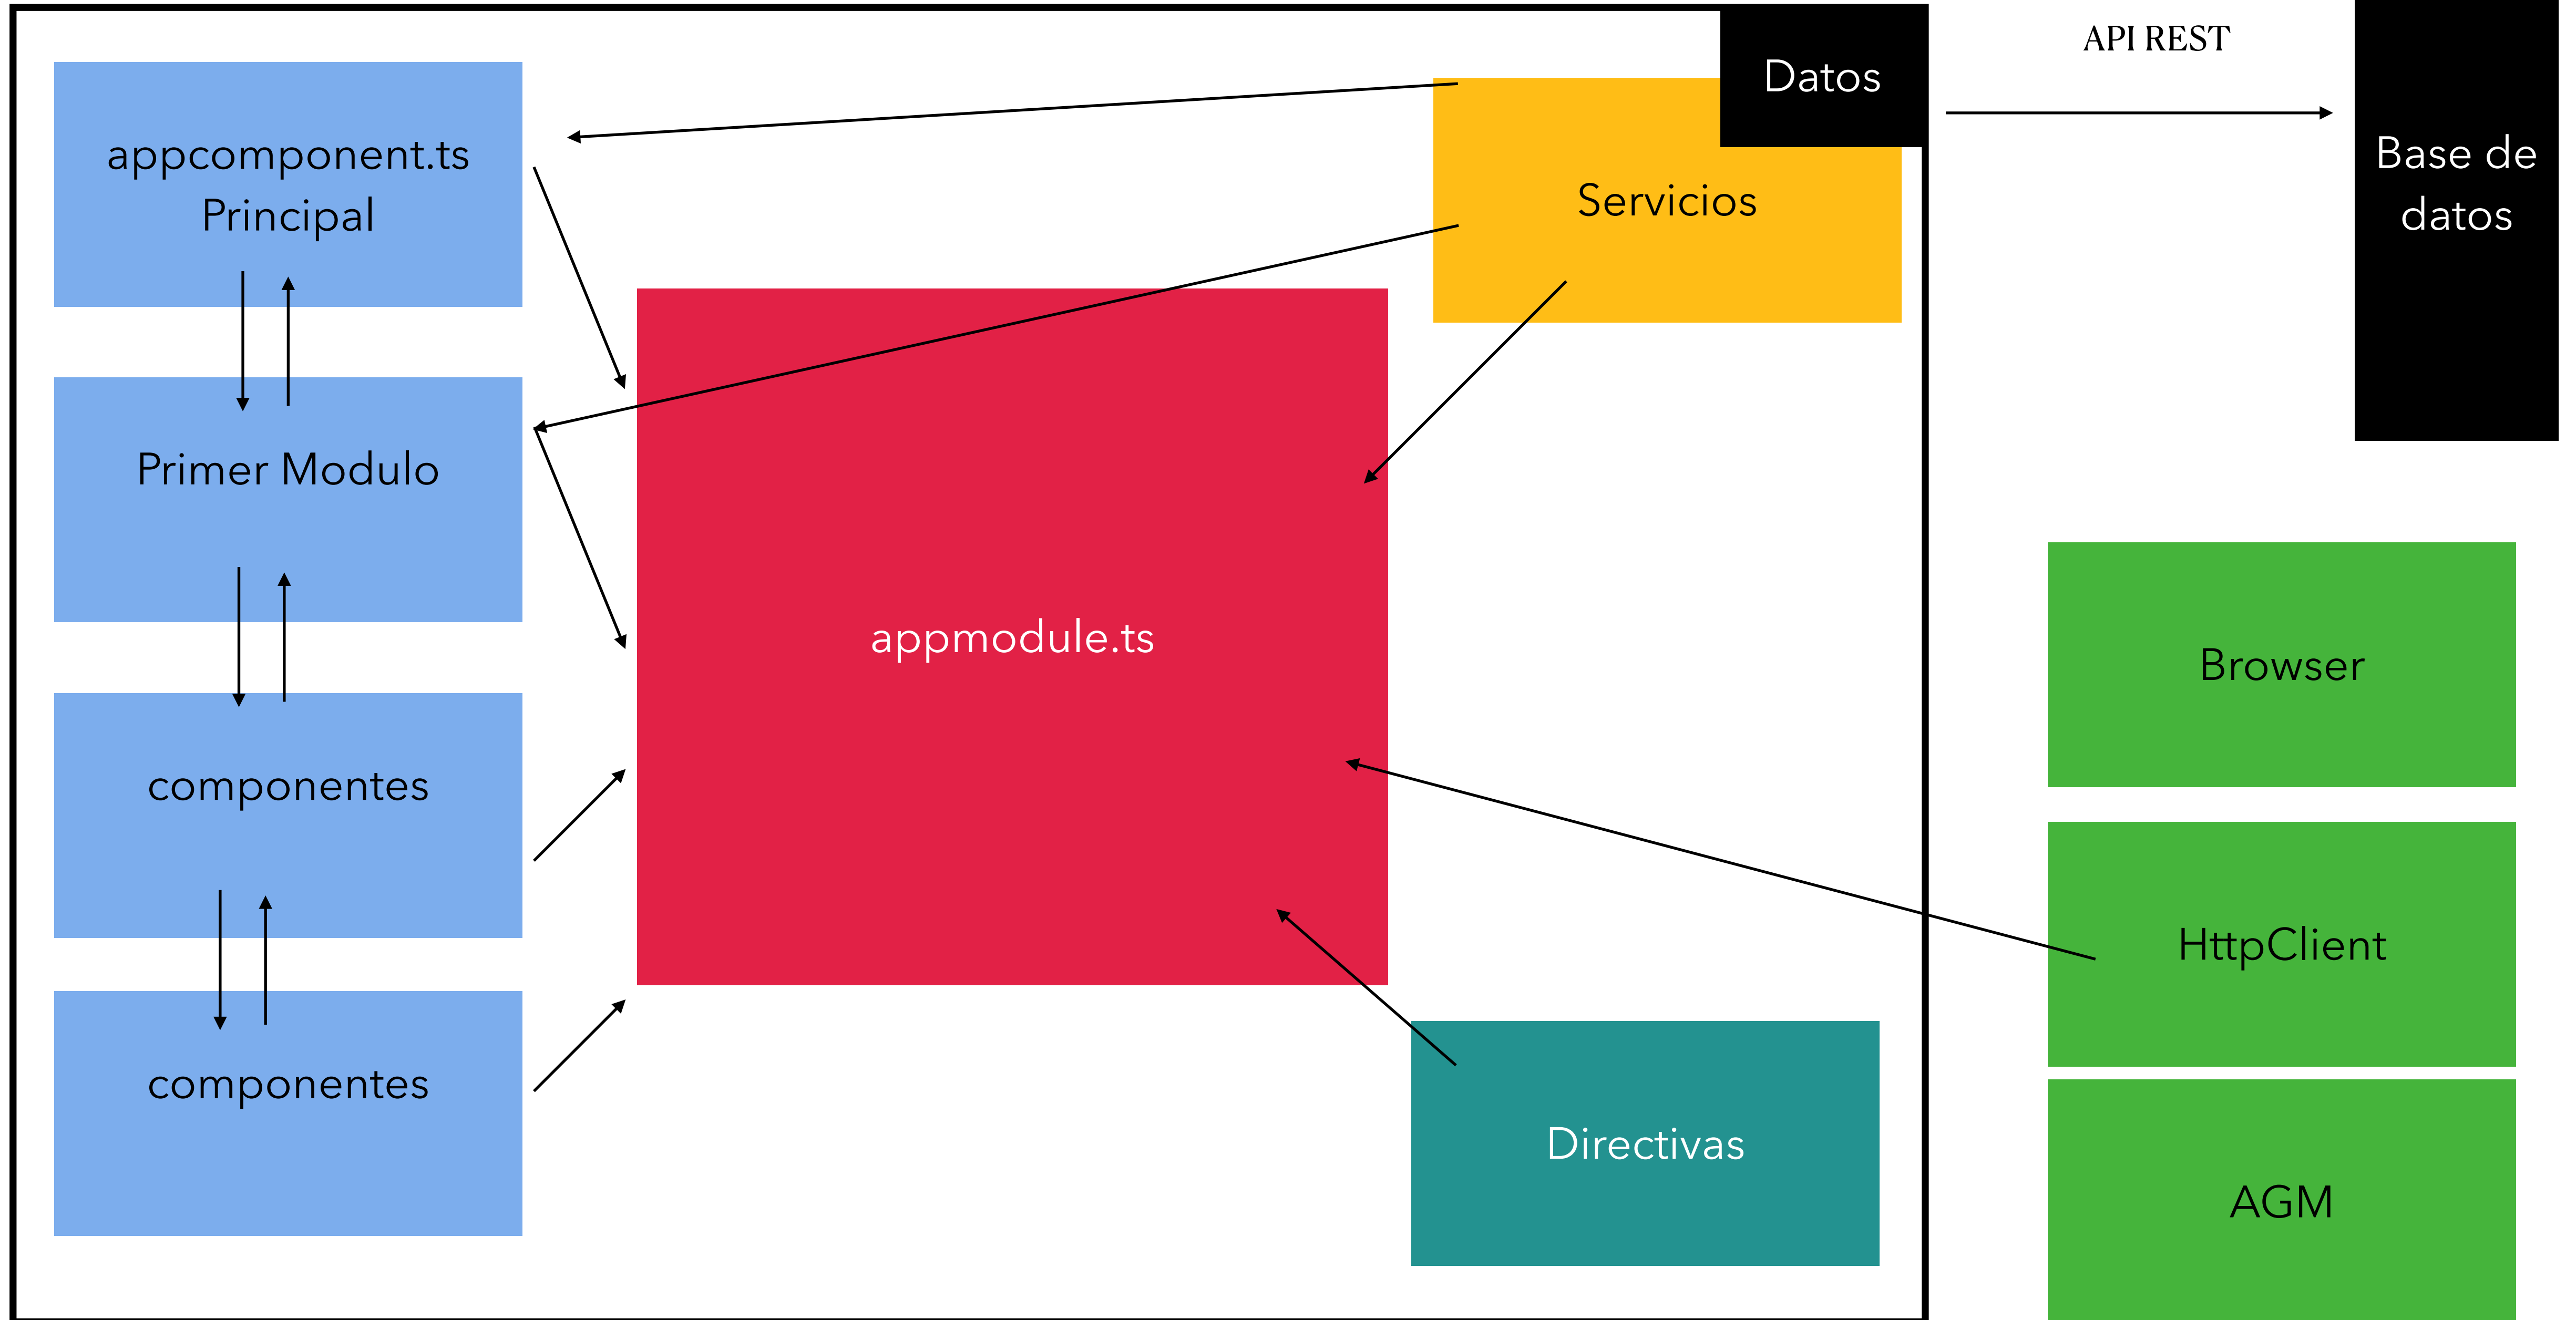 API REST
Datos
appcomponent.ts
Principal
Servicios
Base de
datos
Primer Modulo
appmodule.ts
Browser
componentes
HttpClient
componentes
Directivas
AGM